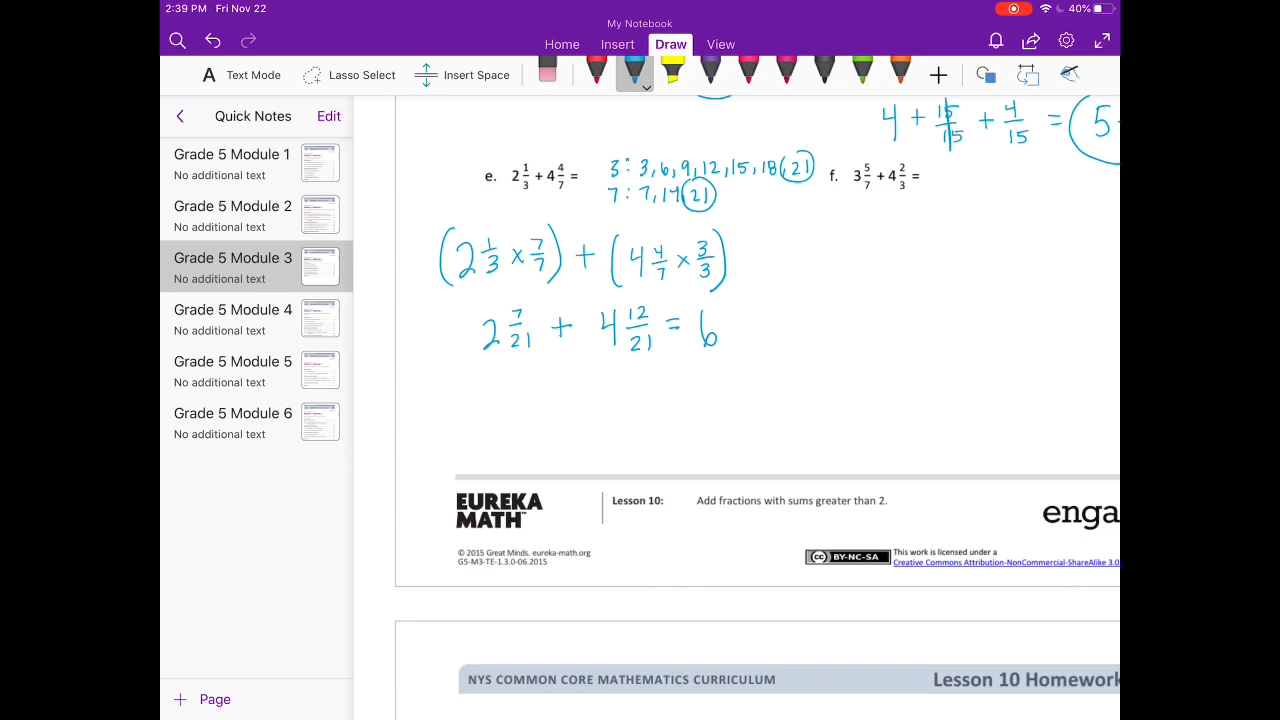 2:39 PM Fri Nov 22
40%
My Notebook
Home Insert Draw View
A Text Mode Lasso Select Insert Space
Quick Notes Edit
Grade 5 Module 1
No additional text
Grade 5 Module 2
No additional text
Grade 5 Module 3
No additional text
Grade 5 Module 4
No additional text
Grade 5 Module 5
No additional text
Grade 5 Module 6
No additional text
+ Page
4 + 15/15 + 4/15 = 5
e. 2 1/3 + 4 4/7 =
3: 3, 6, 9, 12, 15, 18, 21
7: 7, 14, 21
f. 3 5/7 + 4 2/3 =
(2 1/3 × 7/7) + (4 4/7 × 3/3)
2 7/21 + 4 12/21 = 6
EUREKA
MATH™
Lesson 10: Add fractions with sums greater than 2.
enga
© 2015 Great Minds. eureka-math.org
G5-M3-TE-1.3.0-06.2015
CC BY-NC-SA
This work is licensed under a
Creative Commons Attribution-NonCommercial-ShareAlike 3.0
NYS COMMON CORE MATHEMATICS CURRICULUM
Lesson 10 Homework